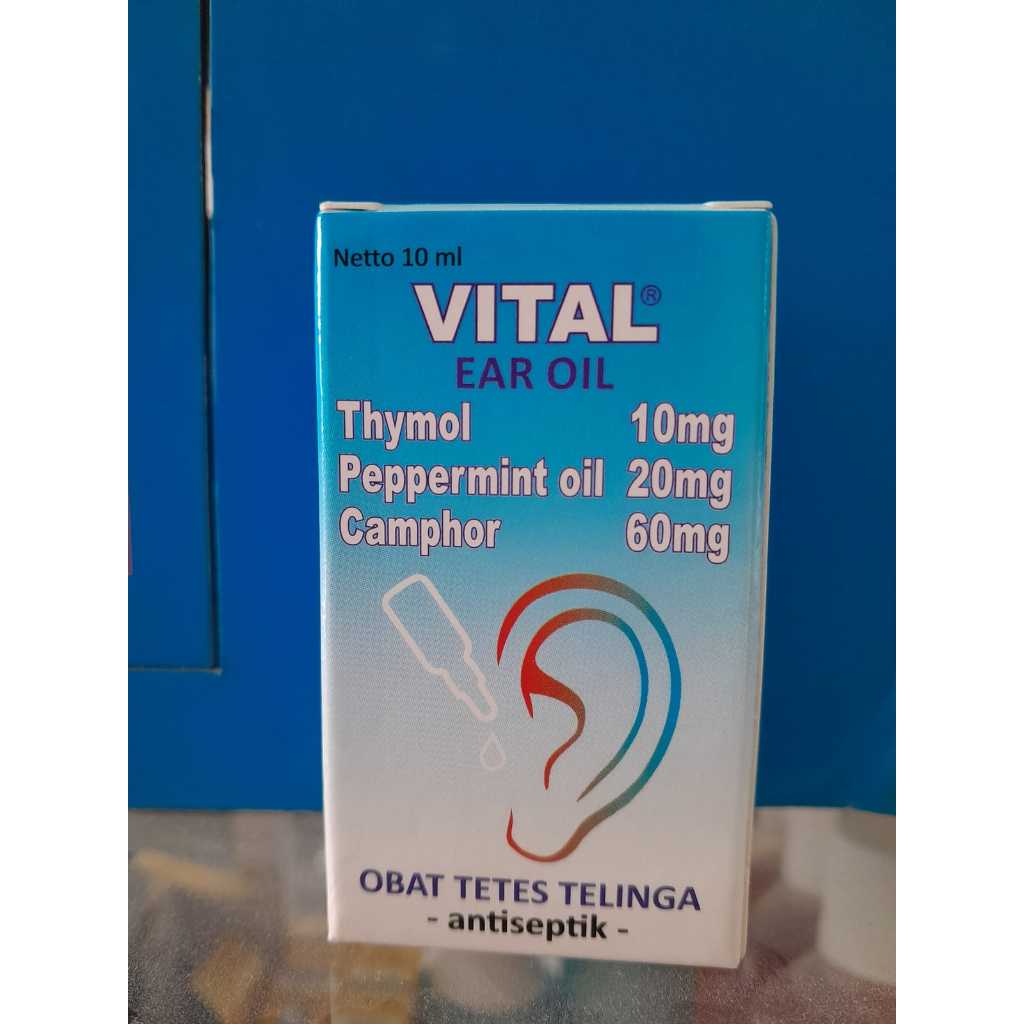 Netto 10 ml
VITAL®
EAR OIL
Thymol 10mg
Peppermint oil 20mg
Camphor 60mg
OBAT TETES TELINGA
- antiseptik -